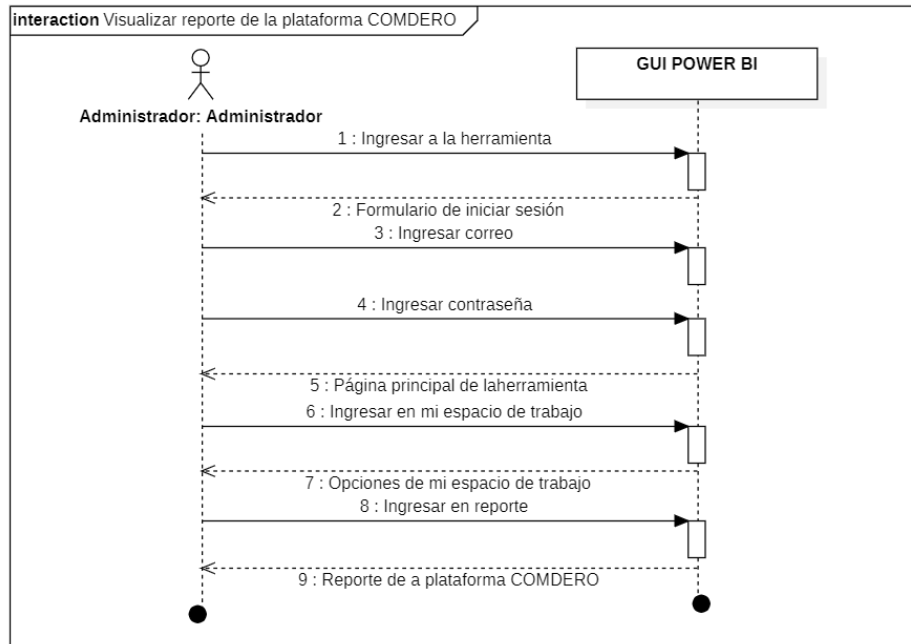 interaction Visualizar reporte de la plataforma COMDERO
GUI POWER BI
Administrador: Administrador
1 : Ingresar a la herramienta
2 : Formulario de iniciar sesión
3 : Ingresar correo
4 : Ingresar contraseña
5 : Página principal de laherramienta
6 : Ingresar en mi espacio de trabajo
7 : Opciones de mi espacio de trabajo
8 : Ingresar en reporte
9 : Reporte de a plataforma COMDERO